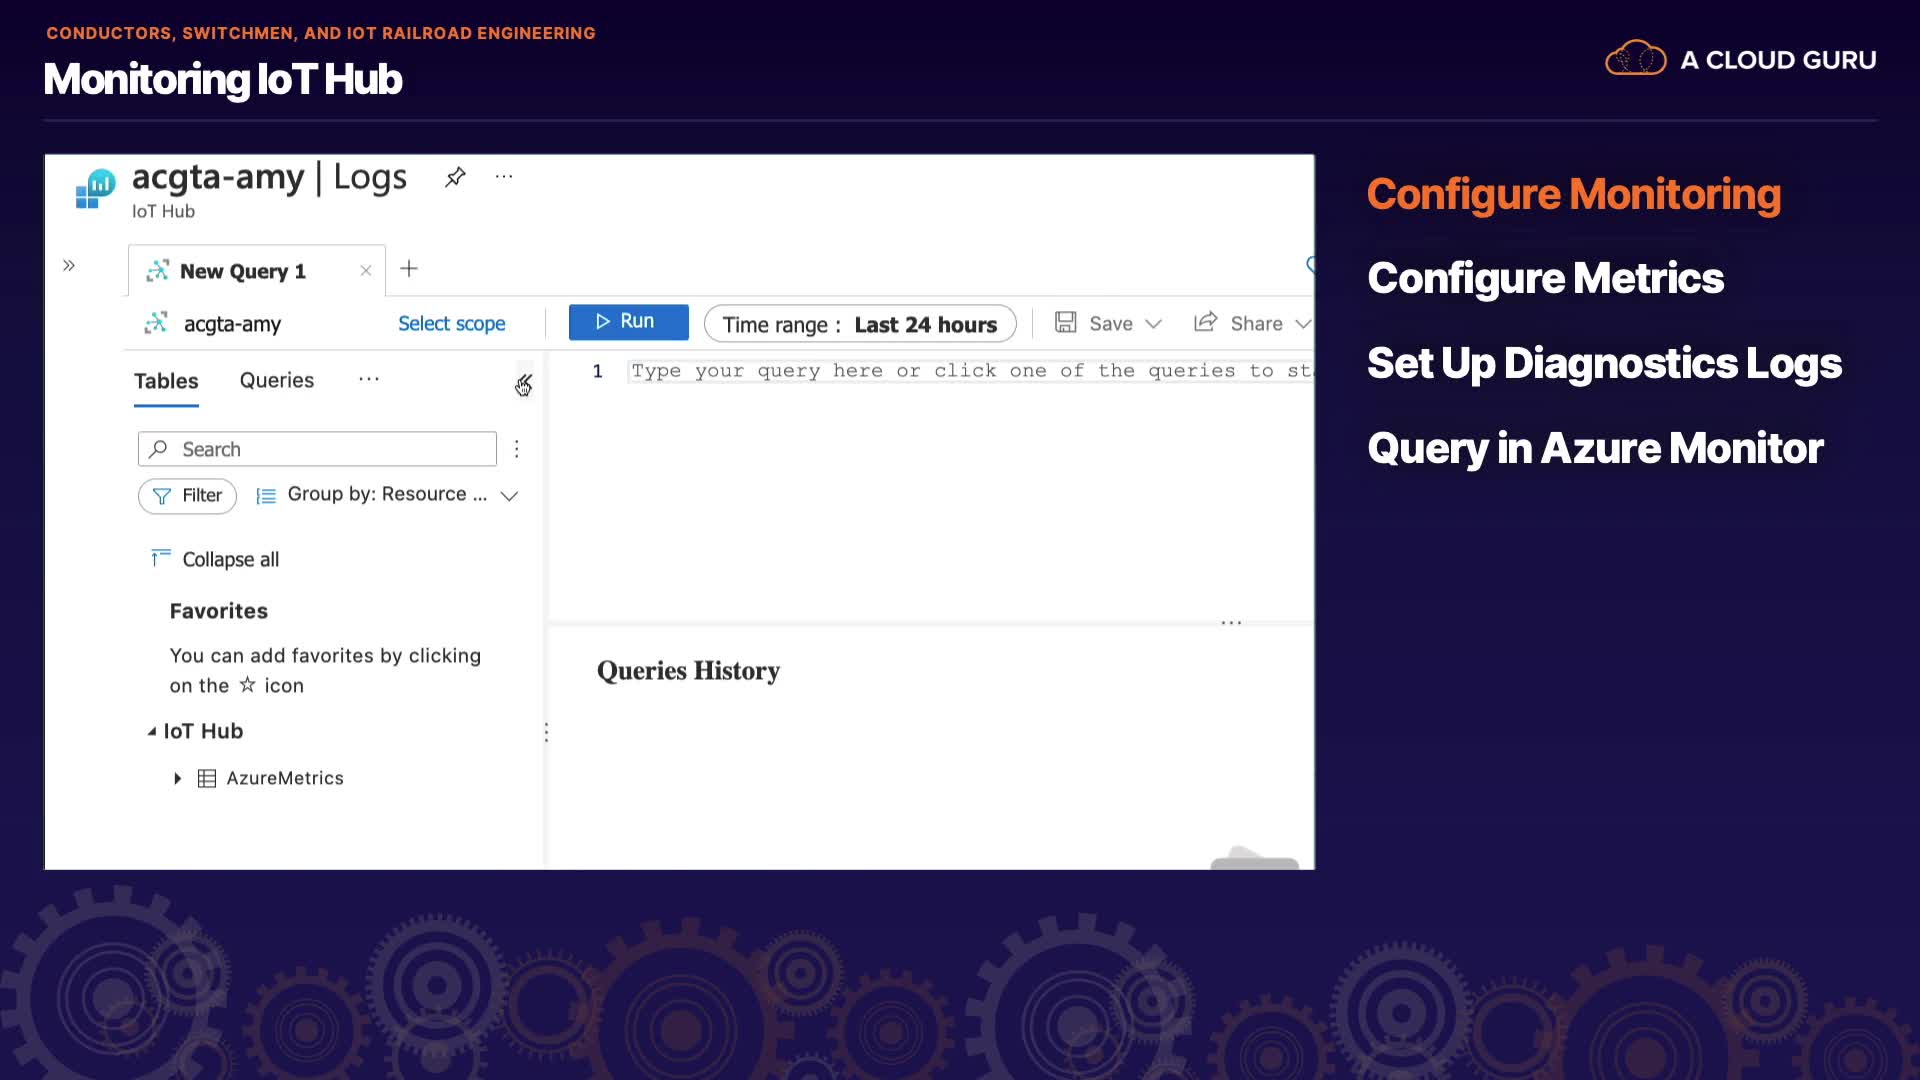 CONDUCTORS, SWITCHMEN, AND IOT RAILROAD ENGINEERING
Monitoring IoT Hub
A CLOUD GURU
acgta-amy | Logs
IoT Hub
New Query 1
acgta-amy
Select scope
Run
Time range : Last 24 hours
Save
Share
Tables
Queries
1
Type your query here or click one of the queries to sta
Search
Filter
Group by: Resource ...
Collapse all
Favorites
You can add favorites by clicking
on the ☆ icon
IoT Hub
AzureMetrics
Queries History
Configure Monitoring
Configure Metrics
Set Up Diagnostics Logs
Query in Azure Monitor